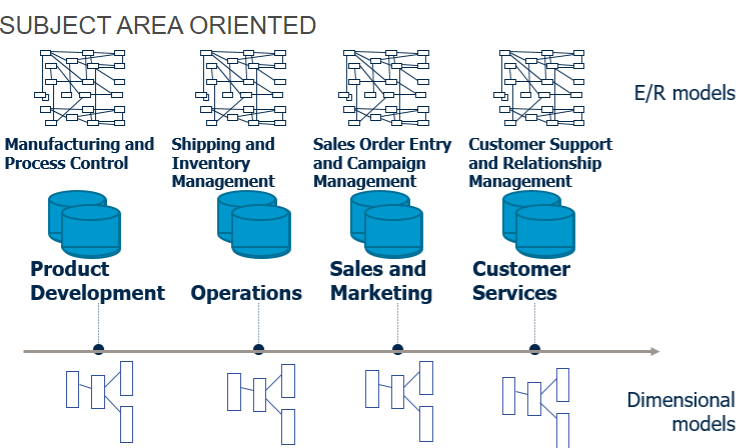 SUBJECT AREA ORIENTED
E/R models
Manufacturing and
Process Control
Shipping and
Inventory
Management
Sales Order Entry
and Campaign
Management
Customer Support
and Relationship
Management
Product
Development
Operations
Sales and
Marketing
Customer
Services
Dimensional
models